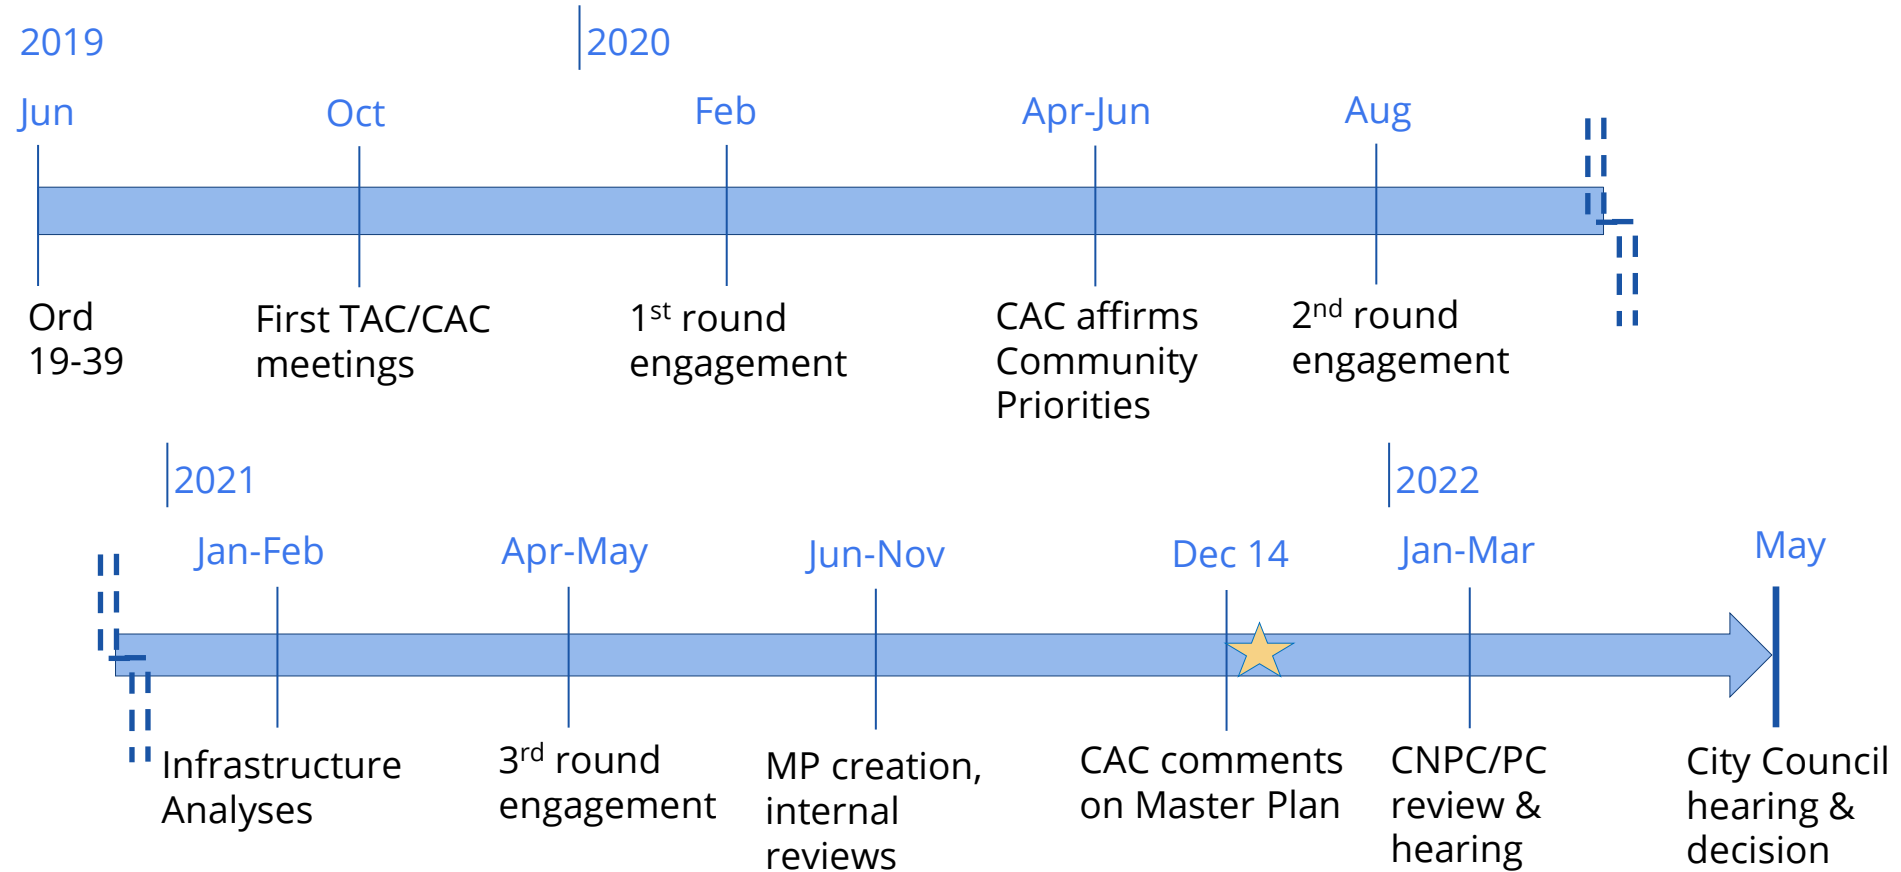 2019
2020
Jun
Oct
Feb
Apr-Jun
Aug
Ord
19-39
First TAC/CAC
meetings
1st round
engagement
CAC affirms
Community
Priorities
2nd round
engagement
2021
2022
Jan-Feb
Apr-May
Jun-Nov
Dec 14
Jan-Mar
May
Infrastructure
Analyses
3rd round
engagement
MP creation,
internal
reviews
CAC comments
on Master Plan
CNPC/PC
review &
hearing
City Council
hearing &
decision